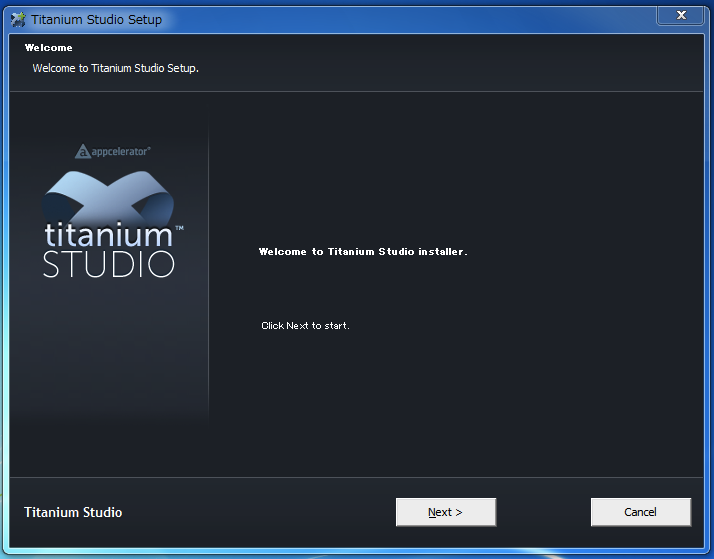 Titanium Studio Setup
Welcome
Welcome to Titanium Studio Setup.
appcelerator™
titanium™
STUDIO
Welcome to Titanium Studio installer.
Click Next to start.
Titanium Studio
Next >
Cancel